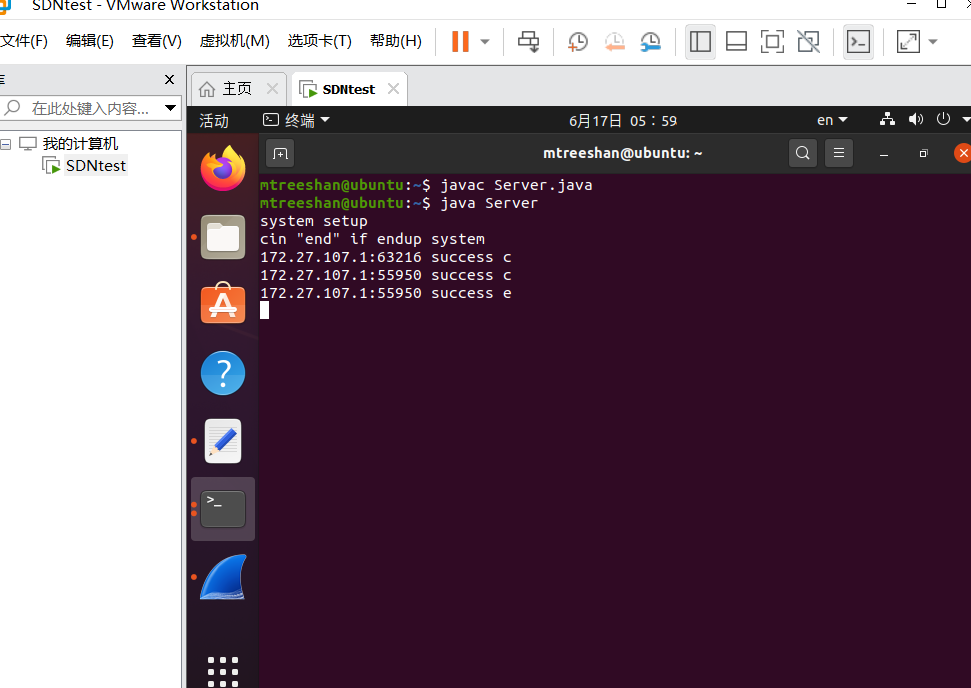 SDNtest - VMware Workstation
文件(F) 编辑(E) 查看(V) 虚拟机(M) 选项卡(T) 帮助(H)
主页 SDNtest
在此处键入内容...
我的计算机
SDNtest
活动 终端 6月17日 05：59 en
mtreeshan@ubuntu: ~
mtreeshan@ubuntu:~$ javac Server.java
mtreeshan@ubuntu:~$ java Server
system setup
cin "end" if endup system
172.27.107.1:63216 success c
172.27.107.1:55950 success c
172.27.107.1:55950 success e